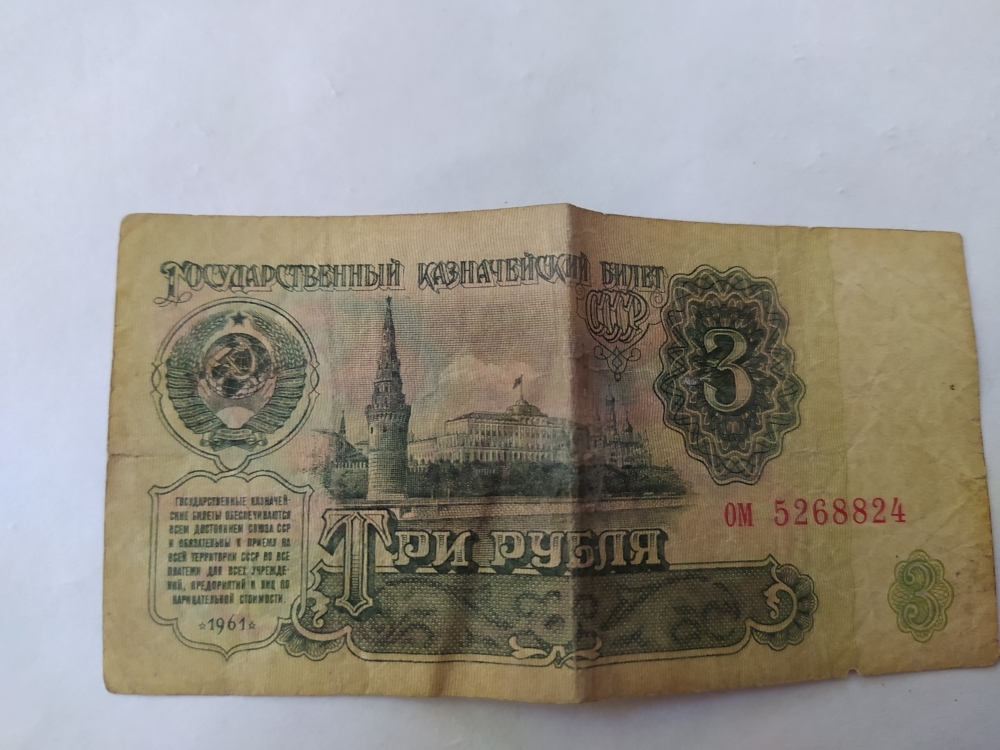 ГОСУДАРСТВЕННЫЙ КАЗНАЧЕЙСКИЙ БИЛЕТ
СССР
3
ГОСУДАРСТВЕННЫЕ КАЗНАЧЕЙ-
СКИЕ БИЛЕТЫ ОБЕСПЕЧИВАЮТСЯ
ВСЕМ ДОСТОЯНИЕМ СОЮЗА ССР
И ОБЯЗАТЕЛЬНЫ К ПРИЕМУ НА
ВСЕЙ ТЕРРИТОРИИ СССР ВО ВСЕ
ПЛАТЕЖИ ДЛЯ ВСЕХ УЧРЕЖДЕ-
НИЙ, ПРЕДПРИЯТИЙ И ЛИЦ ПО
НАРИЦАТЕЛЬНОЙ СТОИМОСТИ.
☆1961☆
ОМ 5268824
ТРИ РУБЛЯ
3